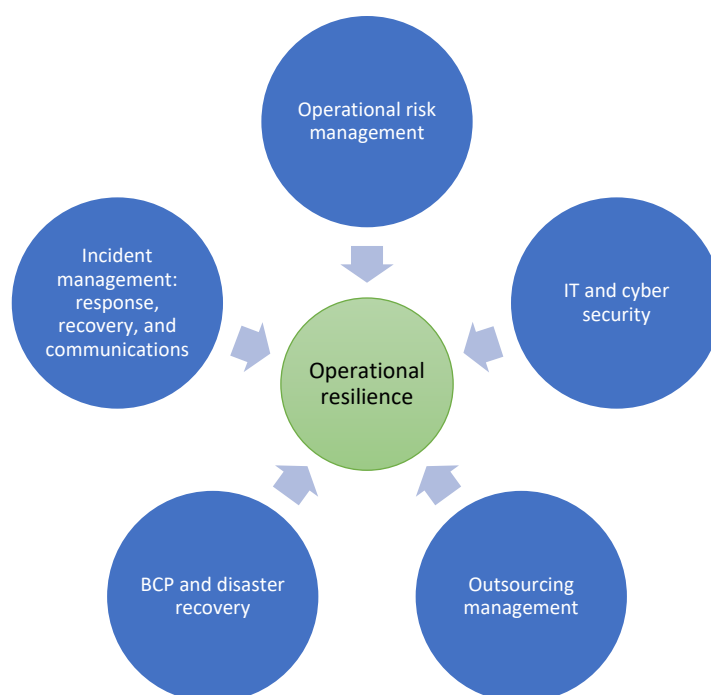 Operational risk
management
Incident
management:
response,
recovery, and
communications
IT and cyber
security
Operational
resilience
BCP and disaster
recovery
Outsourcing
management